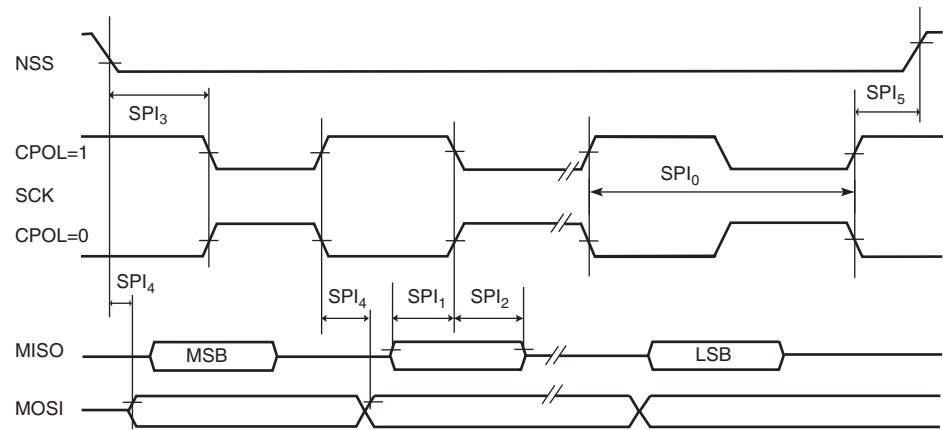 NSS
SPI3
SPI5
CPOL=1
SPI0
SCK
CPOL=0
SPI4
SPI4
SPI1
SPI2
MISO
MSB
LSB
MOSI